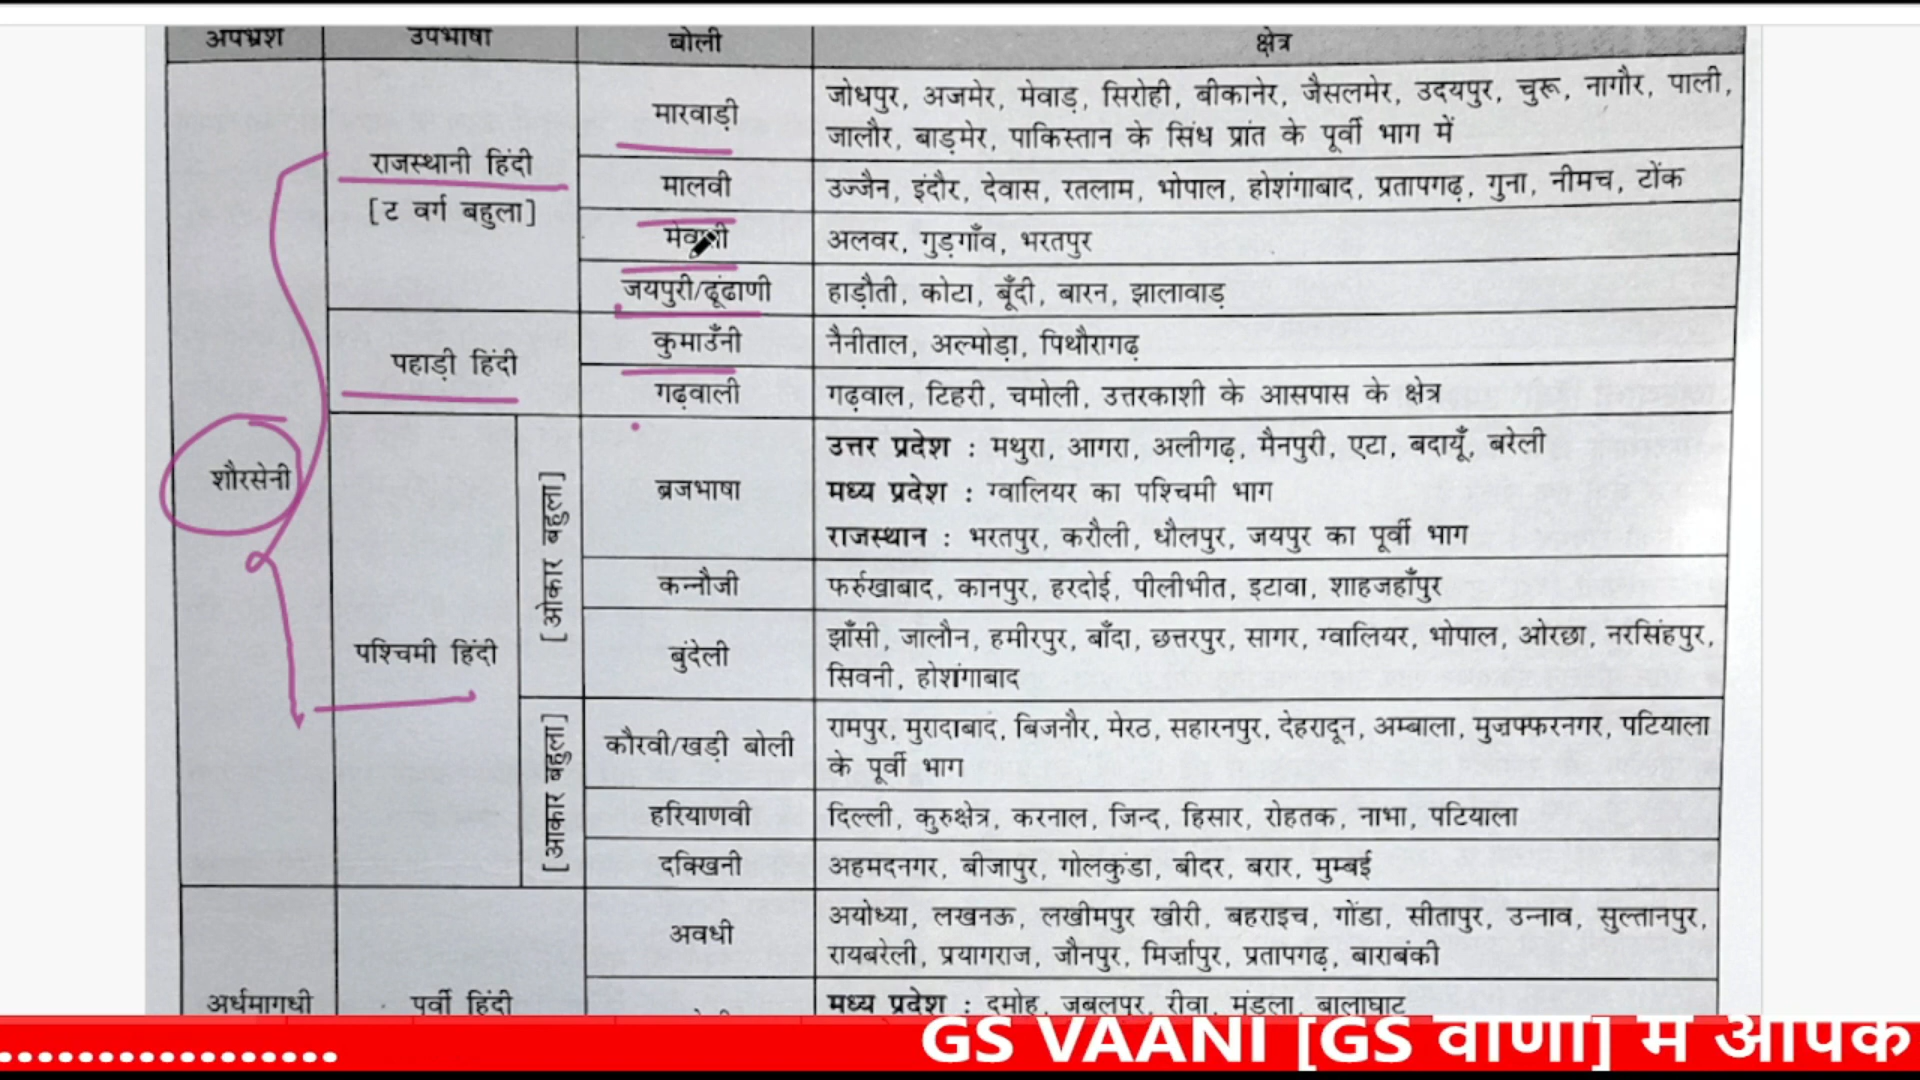 अपभ्रंश उपभाषा बोली क्षेत्र
मारवाड़ी
जोधपुर, अजमेर, मेवाड़, सिरोही, बीकानेर, जैसलमेर, उदयपुर, चुरू, नागौर, पाली,
जालौर, बाड़मेर, पाकिस्तान के सिंध प्रांत के पूर्वी भाग में
राजस्थानी हिंदी
[ट वर्ग बहुला]
मालवी
उज्जैन, इंदौर, देवास, रतलाम, भोपाल, होशंगाबाद, प्रतापगढ़, गुना, नीमच, टोंक
अलवर, गुड़गाँव, भरतपुर
जयपुरी/ढूंढाणी
हाड़ौती, कोटा, बूँदी, बारन, झालावाड़
पहाड़ी हिंदी
कुमाउँनी
नैनीताल, अल्मोड़ा, पिथौरागढ़
गढ़वाली
गढ़वाल, टिहरी, चमोली, उत्तरकाशी के आसपास के क्षेत्र
शौरसेनी
पश्चिमी हिंदी
[ओकार बहुला]
ब्रजभाषा
उत्तर प्रदेश : मथुरा, आगरा, अलीगढ़, मैनपुरी, एटा, बदायूँ, बरेली
मध्य प्रदेश : ग्वालियर का पश्चिमी भाग
राजस्थान : भरतपुर, करौली, धौलपुर, जयपुर का पूर्वी भाग
कन्नौजी
फर्रुखाबाद, कानपुर, हरदोई, पीलीभीत, इटावा, शाहजहाँपुर
बुंदेली
झाँसी, जालौन, हमीरपुर, बाँदा, छत्तरपुर, सागर, ग्वालियर, भोपाल, ओरछा, नरसिंहपुर,
सिवनी, होशंगाबाद
[आकार बहुला]
कौरवी/खड़ी बोली
रामपुर, मुरादाबाद, बिजनौर, मेरठ, सहारनपुर, देहरादून, अम्बाला, मुज़फ्फरनगर, पटियाला
के पूर्वी भाग
हरियाणवी
दिल्ली, कुरुक्षेत्र, करनाल, जिन्द, हिसार, रोहतक, नाभा, पटियाला
दक्खिनी
अहमदनगर, बीजापुर, गोलकुंडा, बीदर, बरार, मुम्बई
अवधी
अयोध्या, लखनऊ, लखीमपुर खीरी, बहराइच, गोंडा, सीतापुर, उन्नाव, सुल्तानपुर,
रायबरेली, प्रयागराज, जौनपुर, मिर्ज़ापुर, प्रतापगढ़, बाराबंकी
अर्धमागधी पूर्वी हिंदी
मध्य प्रदेश : दमोह, जबलपुर, रीवा, मंडला, बालाघाट
GS VAANI [GS वाणी] में आपक